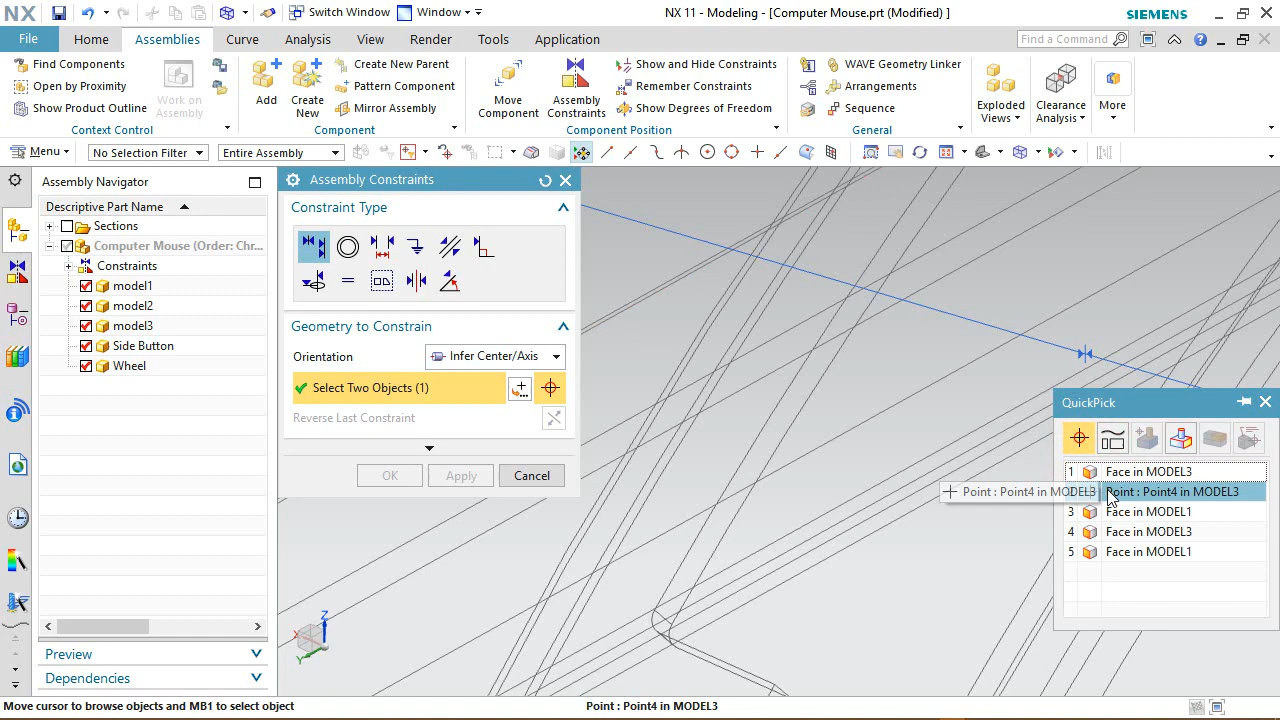 NX Switch Window Window NX 11 - Modeling - [Computer Mouse.prt (Modified) ] SIEMENS
File Home Assemblies Curve Analysis View Render Tools Application Find a Command
Find Components
Open by Proximity
Show Product Outline
Work on Assembly
Context Control
Add
Create New
Create New Parent
Pattern Component
Mirror Assembly
Component
Move Component
Assembly Constraints
Show and Hide Constraints
Remember Constraints
Show Degrees of Freedom
Component Position
WAVE Geometry Linker
Arrangements
Sequence
General
Exploded Views
Clearance Analysis
More
Menu No Selection Filter Entire Assembly
Assembly Navigator
Descriptive Part Name
Sections
Computer Mouse (Order: Chr...
Constraints
model1
model2
model3
Side Button
Wheel
Preview
Dependencies
Assembly Constraints
Constraint Type
Geometry to Constrain
Orientation Infer Center/Axis
Select Two Objects (1)
Reverse Last Constraint
OK Apply Cancel
X
Y
Z
QuickPick
1 Face in MODEL3
Point : Point4 in MODEL3
Point : Point4 in MODEL3
3 Face in MODEL1
4 Face in MODEL3
5 Face in MODEL1
Move cursor to browse objects and MB1 to select object Point : Point4 in MODEL3